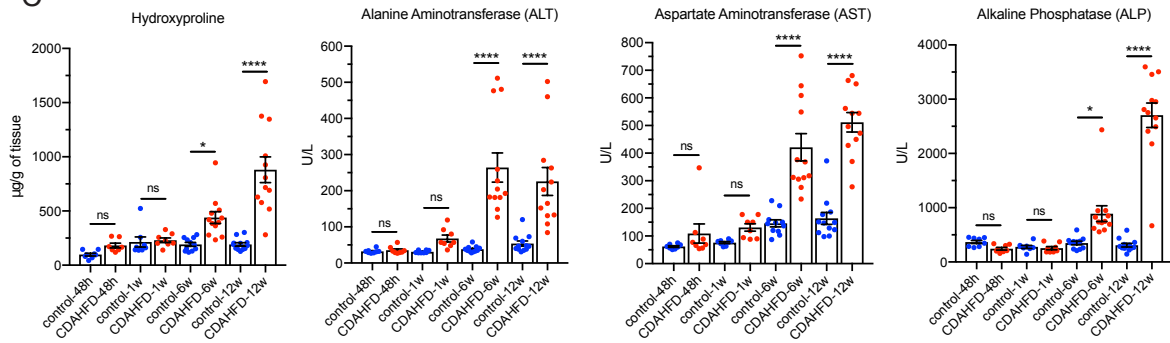 Hydroxyproline
µg/g of tissue
2000
1500
1000
500
0
ns
ns
*
****
control-48h
CDAHFD-48h
control-1w
CDAHFD-1w
control-6w
CDAHFD-6w
control-12w
CDAHFD-12w
Alanine Aminotransferase (ALT)
U/L
600
500
400
300
200
100
0
ns
ns
****
****
control-48h
CDAHFD-48h
control-1w
CDAHFD-1w
control-6w
CDAHFD-6w
control-12w
CDAHFD-12w
Aspartate Aminotransferase (AST)
U/L
800
700
600
500
400
300
200
100
0
ns
ns
****
****
control-48h
CDAHFD-48h
control-1w
CDAHFD-1w
control-6w
CDAHFD-6w
control-12w
CDAHFD-12w
Alkaline Phosphatase (ALP)
U/L
4000
3000
2000
1000
0
ns
ns
*
****
control-48h
CDAHFD-48h
control-1w
CDAHFD-1w
control-6w
CDAHFD-6w
control-12w
CDAHFD-12w